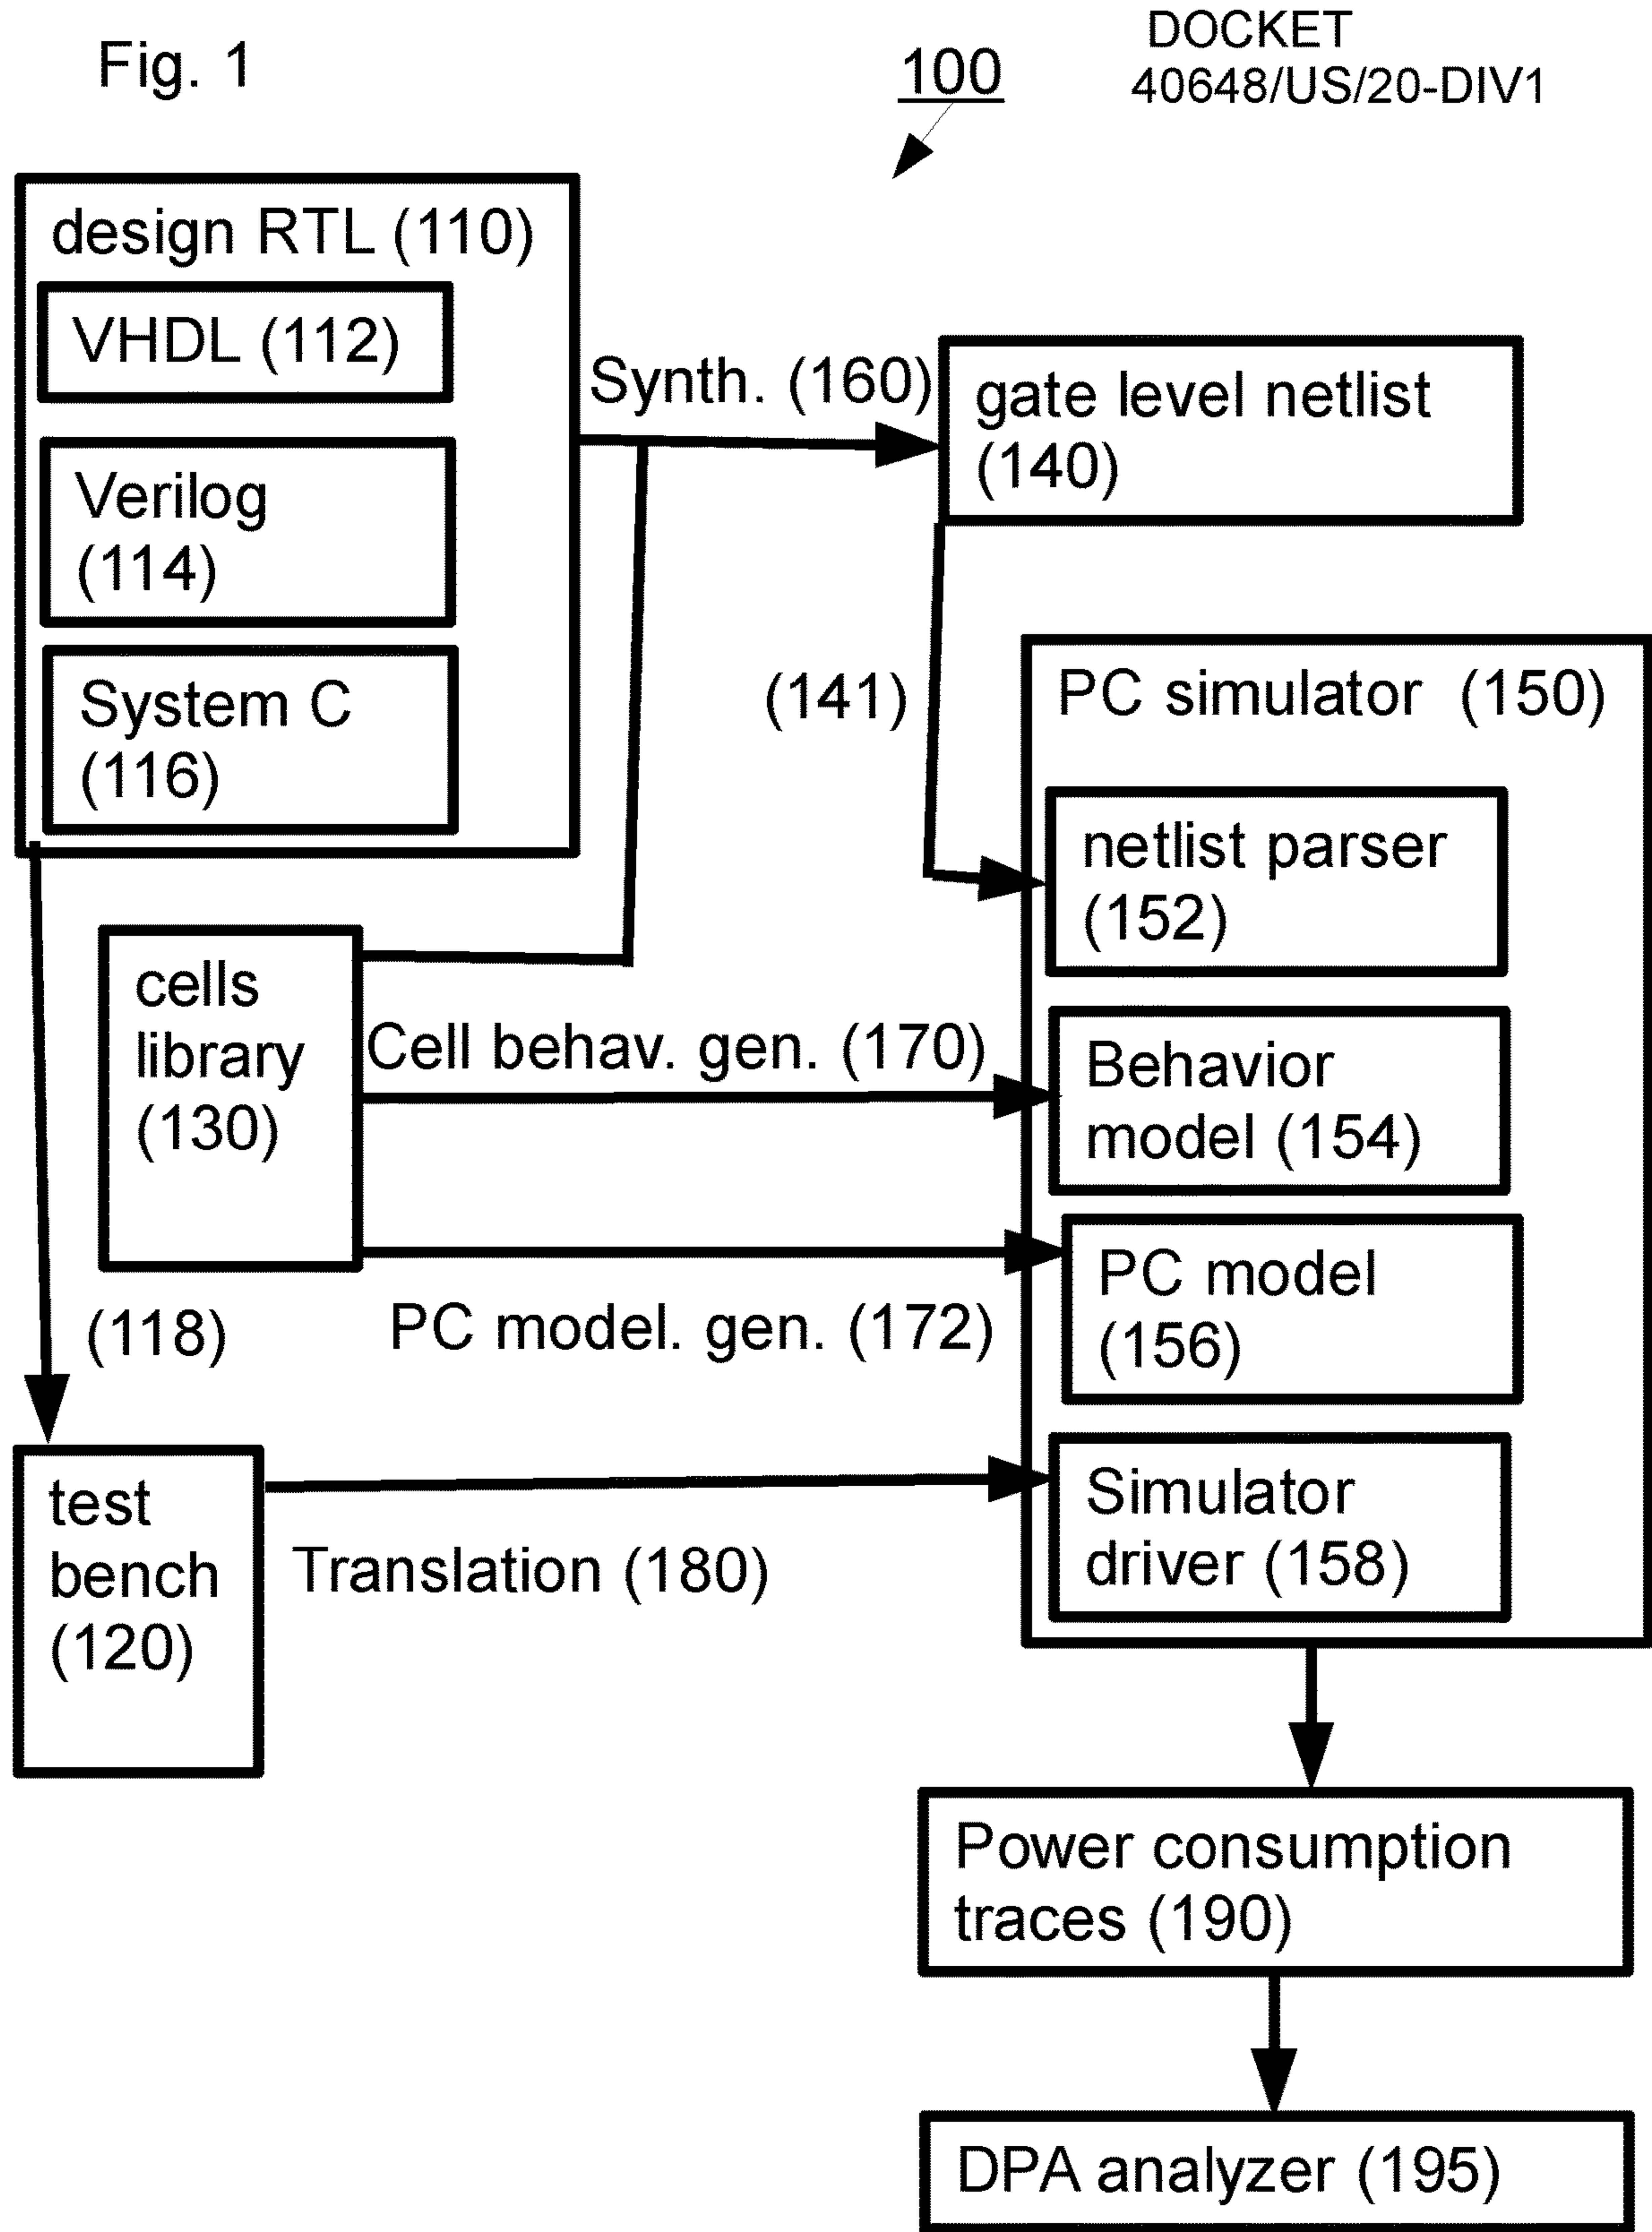 Fig. 1
100
DOCKET
40648/US/20-DIV1
design RTL (110)
VHDL (112)
Verilog
(114)
System C
(116)
Synth. (160)
gate level netlist
(140)
(141)
PC simulator (150)
netlist parser
(152)
cells
library
(130)
Cell behav. gen. (170)
Behavior
model (154)
PC model. gen. (172)
PC model
(156)
(118)
test
bench
(120)
Translation (180)
Simulator
driver (158)
Power consumption
traces (190)
DPA analyzer (195)